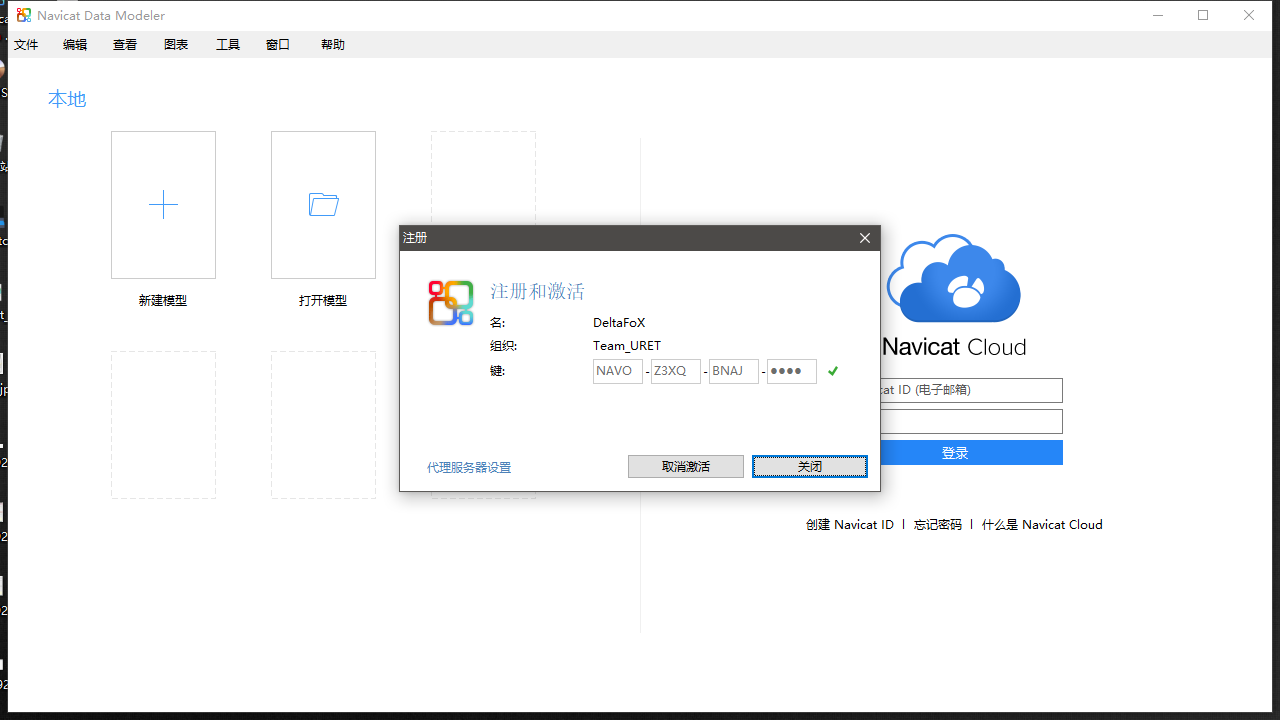 Navicat Data Modeler
文件 编辑 查看 图表 工具 窗口 帮助
本地
新建模型 打开模型
注册
注册和激活
名: DeltaFoX
组织: Team_URET
键: NAVO - Z3XQ - BNAJ - ●●●●
代理服务器设置 取消激活 关闭
Navicat Cloud
cat ID (电子邮箱)
登录
创建 Navicat ID | 忘记密码 | 什么是 Navicat Cloud